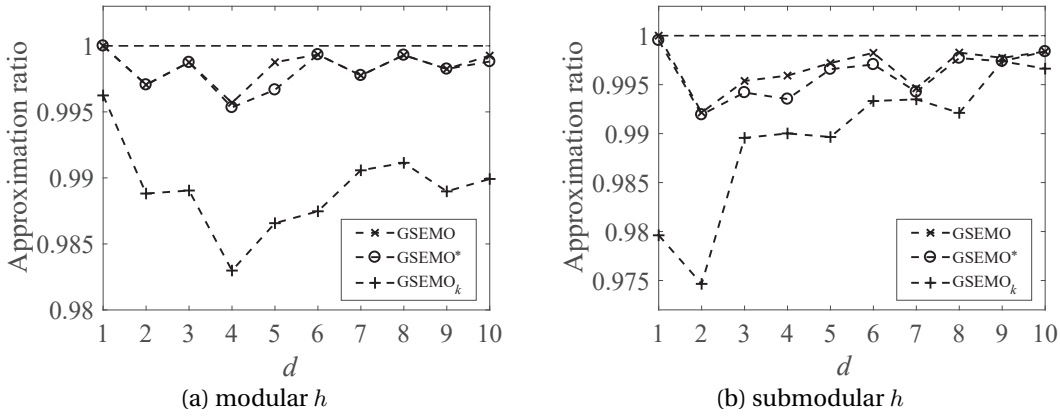 Approximation ratio
1
0.995
0.99
0.985
0.98
GSEMO
GSEMO*
GSEMOk
1 2 3 4 5 6 7 8 9 10
d
(a) modular h
Approximation ratio
1
0.995
0.99
0.985
0.98
0.975
GSEMO
GSEMO*
GSEMOk
1 2 3 4 5 6 7 8 9 10
d
(b) submodular h